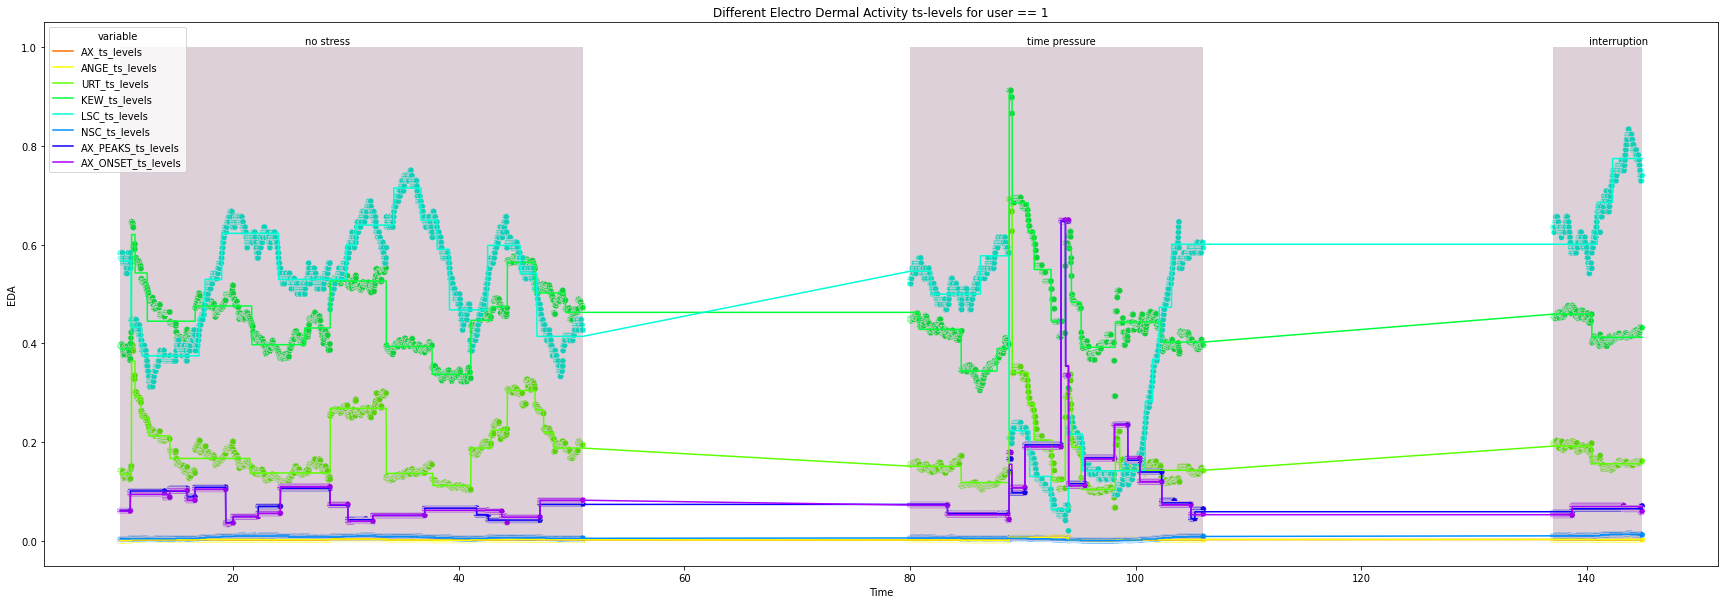 Different Electro Dermal Activity ts-levels for user == 1
variable
AX_ts_levels
ANGE_ts_levels
URT_ts_levels
KEW_ts_levels
LSC_ts_levels
NSC_ts_levels
AX_PEAKS_ts_levels
AX_ONSET_ts_levels
no stress
time pressure
interruption
1.0
0.8
0.6
0.4
0.2
0.0
EDA
20
40
60
80
100
120
140
Time